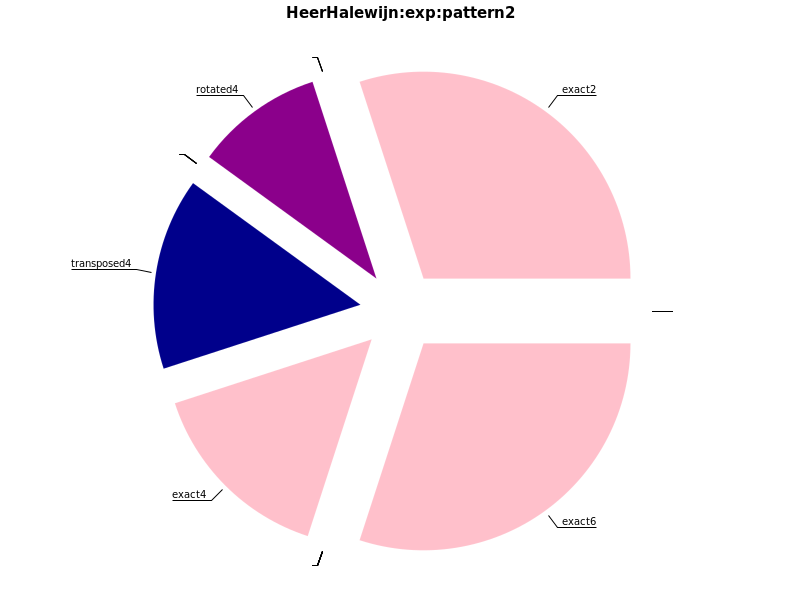 HeerHalewijn:exp:pattern2
rotated4
exact2
transposed4
exact4
exact6